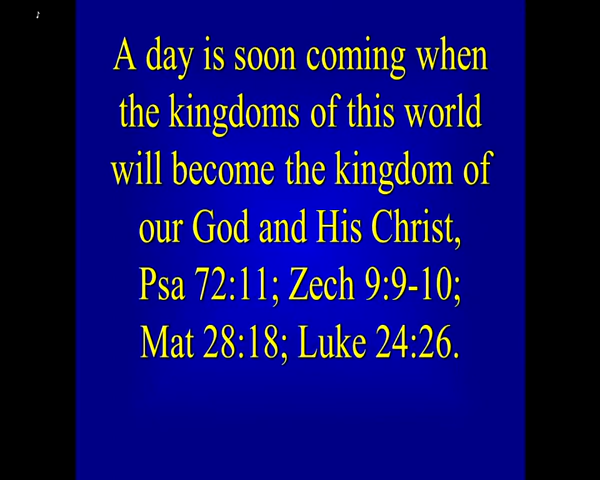 A day is soon coming when
the kingdoms of this world
will become the kingdom of
our God and His Christ,
Psa 72:11; Zech 9:9-10;
Mat 28:18; Luke 24:26.